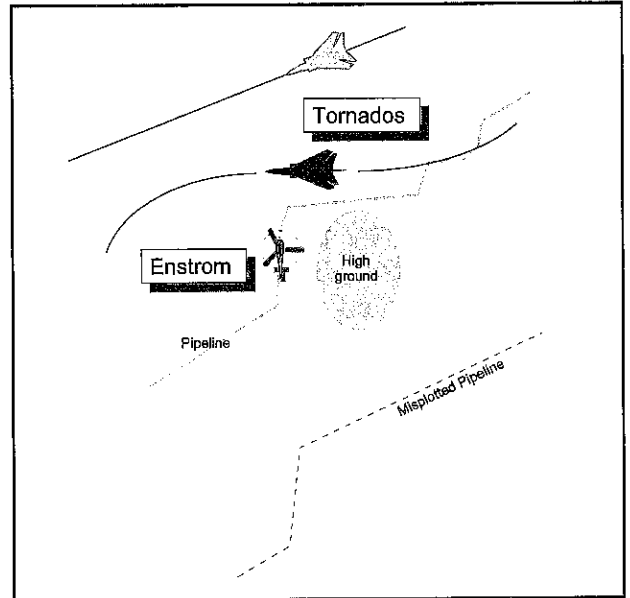 Tornados
Enstrom
High
ground
Pipeline
Misplotted Pipeline